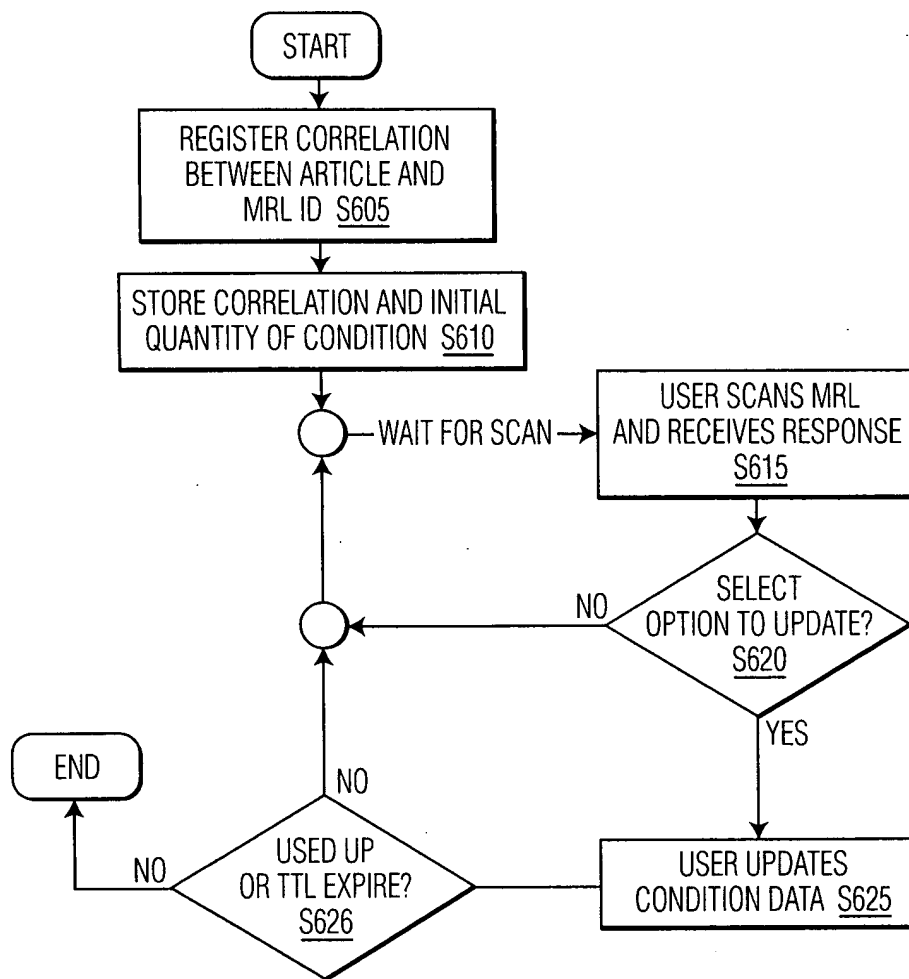 START
REGISTER CORRELATION
BETWEEN ARTICLE AND
MRL ID S605
STORE CORRELATION AND INITIAL
QUANTITY OF CONDITION S610
WAIT FOR SCAN
USER SCANS MRL
AND RECEIVES RESPONSE
S615
SELECT
OPTION TO UPDATE?
S620
NO
YES
USER UPDATES
CONDITION DATA S625
USED UP
OR TTL EXPIRE?
S626
NO
NO
END